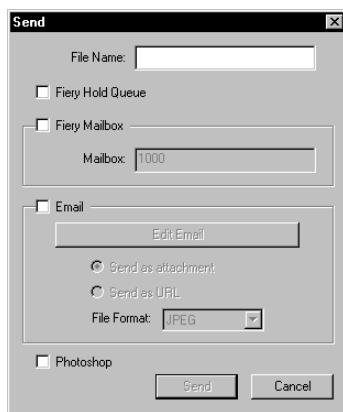 Send
File Name:
Fiery Hold Queue
Fiery Mailbox
Mailbox: 1000
Email
Edit Email
Send as attachment
Send as URL
File Format: JPEG
Photoshop
Send Cancel